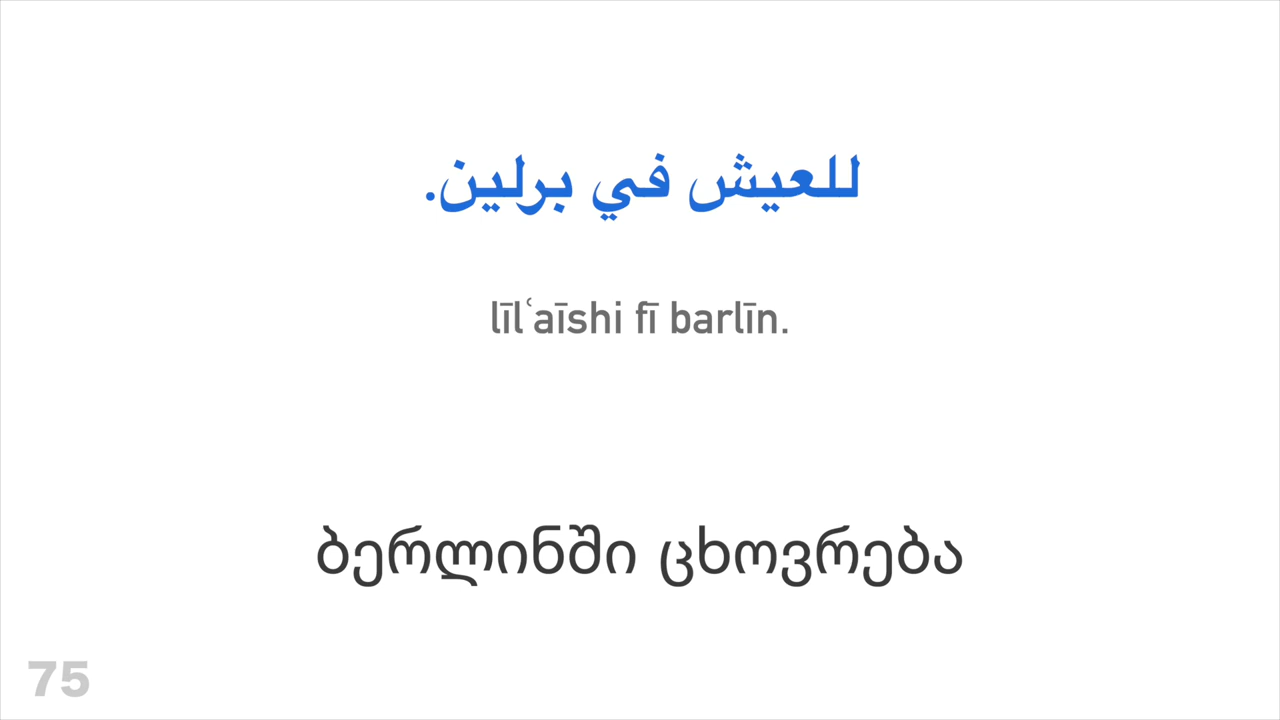 للعيش في برلين.
līlʿaīshi fī barlīn.
ბერლინში ცხოვრება
75